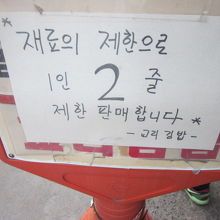 * 재료의 제한으로
1인 2 줄
제한 판매 합니다 *
- 고리 김밥 -